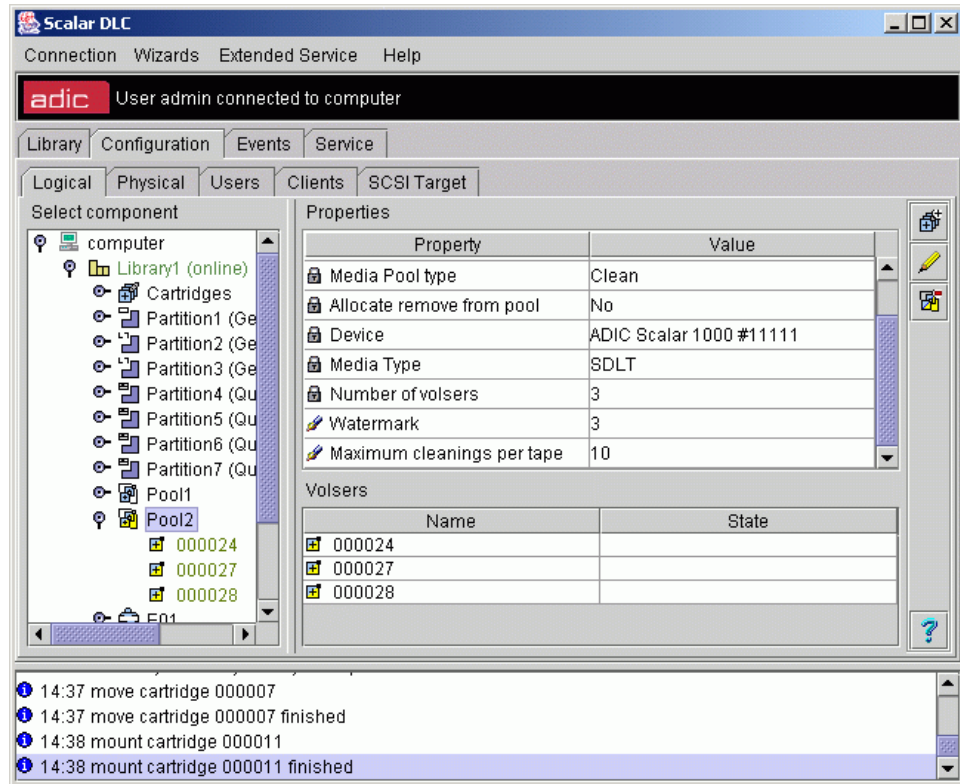 Scalar DLC
Connection Wizards Extended Service Help
adic User admin connected to computer
Library Configuration Events Service
Logical Physical Users Clients SCSI Target
Select component
computer
Library1 (online)
Cartridges
Partition1 (Ge
Partition2 (Ge
Partition3 (Ge
Partition4 (Qu
Partition5 (Qu
Partition6 (Qu
Partition7 (Qu
Pool1
Pool2
000024
000027
000028
E01
Properties
Property Value
Media Pool type Clean
Allocate remove from pool No
Device ADIC Scalar 1000 #11111
Media Type SDLT
Number of volsers 3
Watermark 3
Maximum cleanings per tape 10
Volsers
Name State
000024
000027
000028
14:37 move cartridge 000007
14:37 move cartridge 000007 finished
14:38 mount cartridge 000011
14:38 mount cartridge 000011 finished